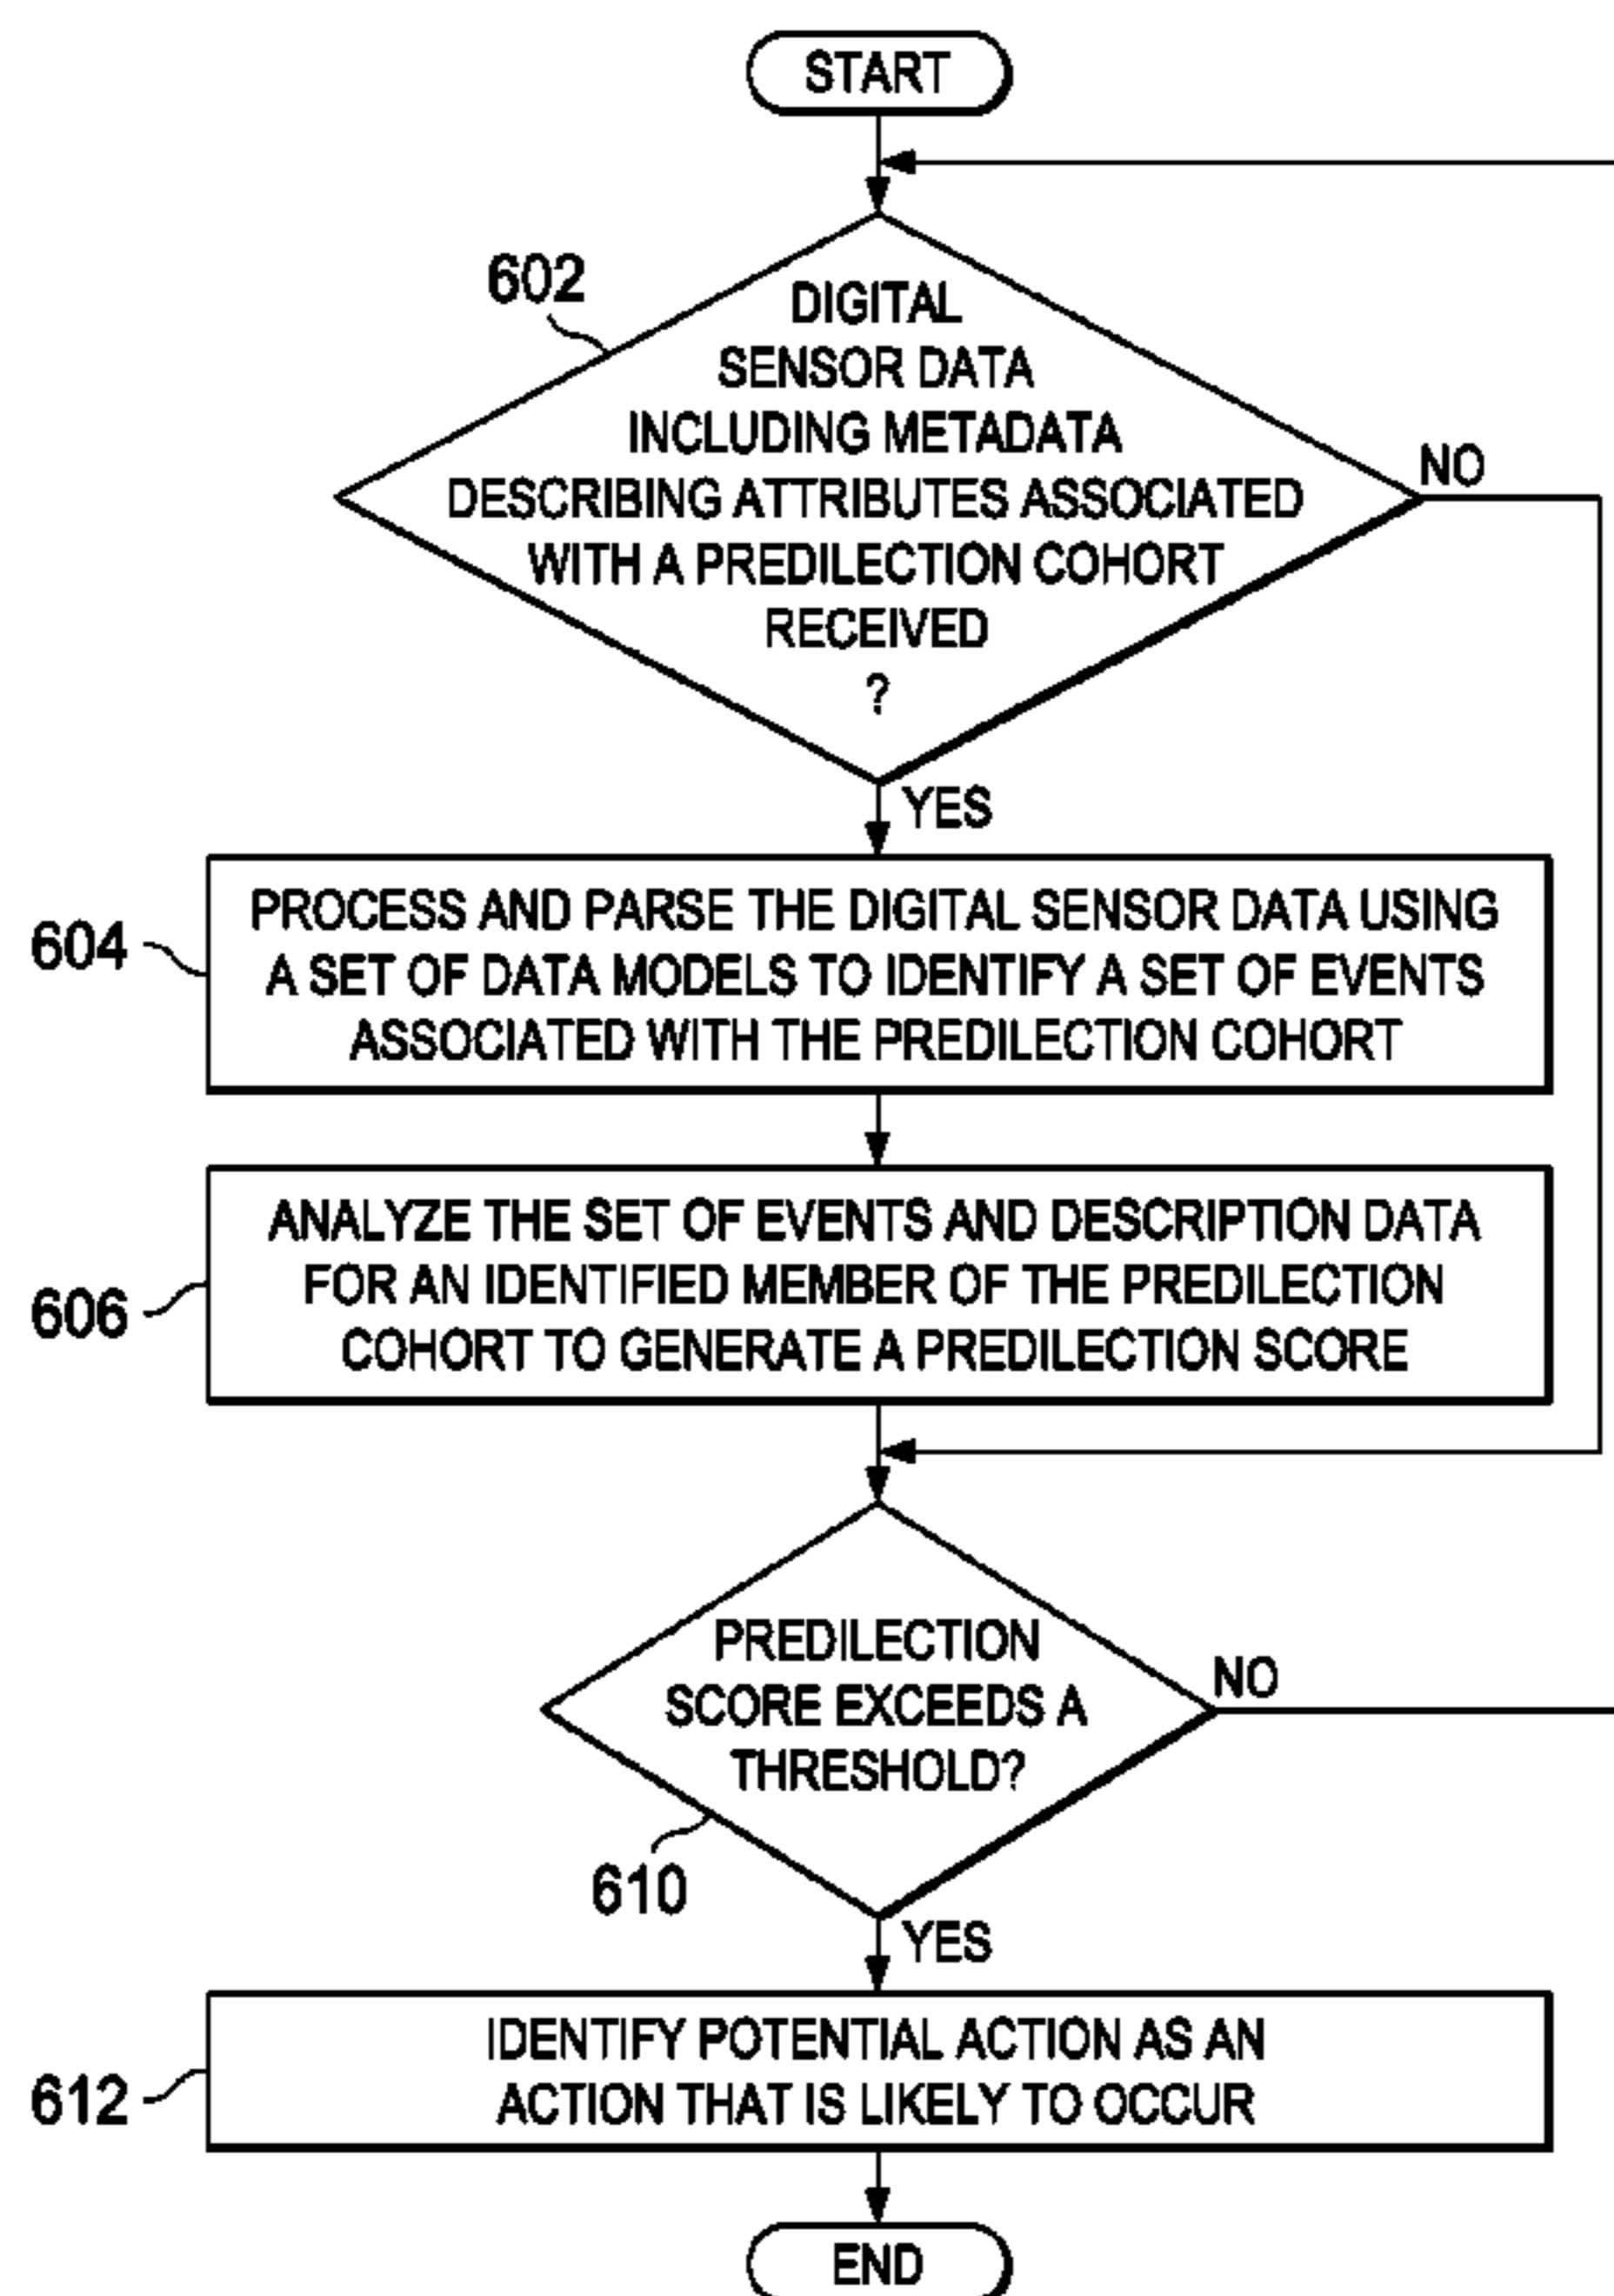 START
602
DIGITAL
SENSOR DATA
INCLUDING METADATA
DESCRIBING ATTRIBUTES ASSOCIATED
WITH A PREDILECTION COHORT
RECEIVED
?
NO
YES
604
PROCESS AND PARSE THE DIGITAL SENSOR DATA USING
A SET OF DATA MODELS TO IDENTIFY A SET OF EVENTS
ASSOCIATED WITH THE PREDILECTION COHORT
606
ANALYZE THE SET OF EVENTS AND DESCRIPTION DATA
FOR AN IDENTIFIED MEMBER OF THE PREDILECTION
COHORT TO GENERATE A PREDILECTION SCORE
PREDILECTION
SCORE EXCEEDS A
THRESHOLD?
NO
610
YES
612
IDENTIFY POTENTIAL ACTION AS AN
ACTION THAT IS LIKELY TO OCCUR
END